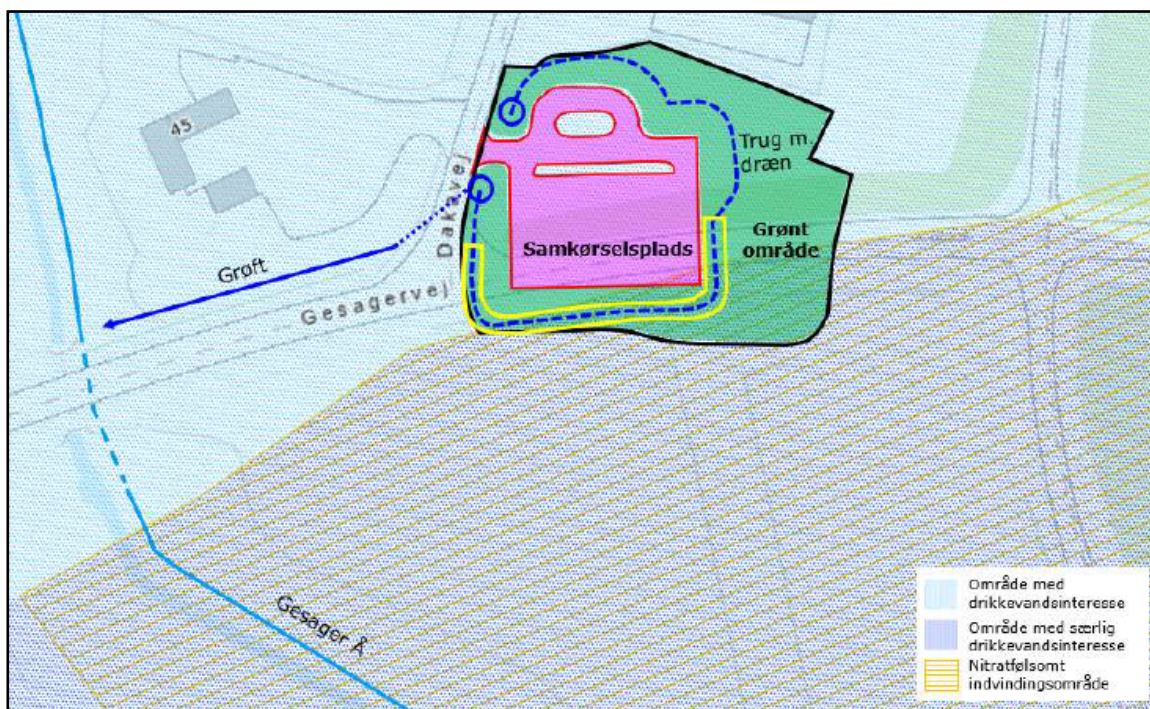 45
Dakavej
Trug m.
dræn
Samkørselsplads
Grønt
område
Grøft
Gesagervej
Gesager Å
Område med
drikkevandsinteresse
Område med særlig
drikkevandsinteresse
Nitratfølsomt
indvindingsområde